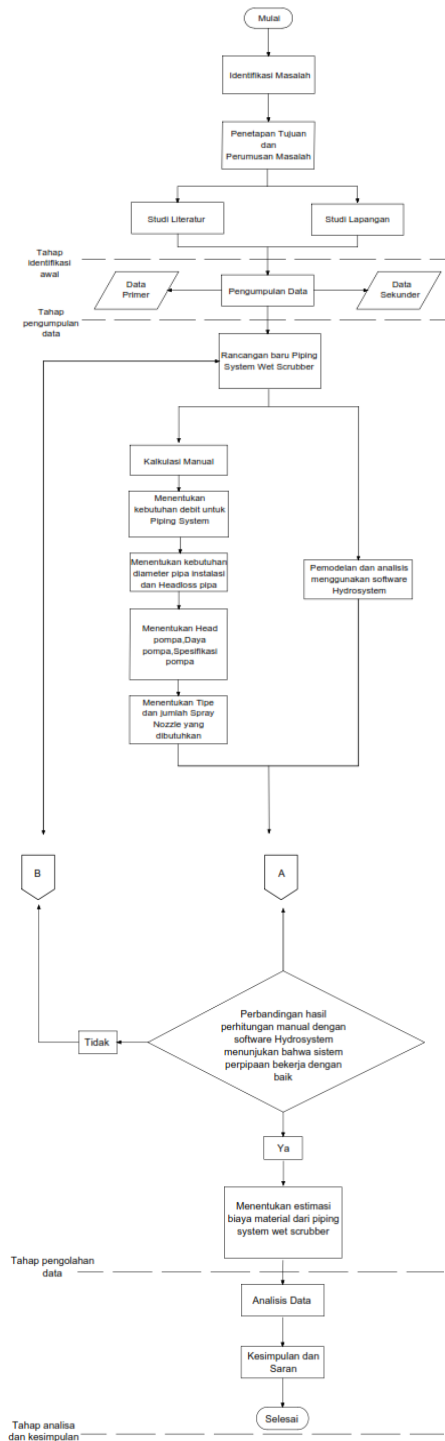 Mulai
Identifikasi Masalah
Penetapan Tujuan
dan
Perumusan Masalah
Studi Literatur
Studi Lapangan
Tahap
identifikasi
awal
Data
Primer
Pengumpulan Data
Data
Sekunder
Tahap
pengumpulan
data
Rancangan baru Piping
System Wet Scrubber
Kalkulasi Manual
Menentukan
kebutuhan debit untuk
Piping System
Menentukan kebutuhan
diameter pipa instalasi
dan Headloss pipa
Pemodelan dan analisis
menggunakan software
Hydrosystem
Menentukan Head
pompa,Daya
pompa,Spesifikasi
pompa
Menentukan Tipe
dan jumlah Spray
Nozzle yang
dibutuhkan
B
A
Perbandingan hasil
perhitungan manual dengan
software Hydrosystem
menunjukan bahwa sistem
perpipaan bekerja dengan
baik
Tidak
Ya
Menentukan estimasi
biaya material dari piping
system wet scrubber
Tahap pengolahan
data
Analisis Data
Kesimpulan dan
Saran
Selesai
Tahap analisa
dan kesimpulan